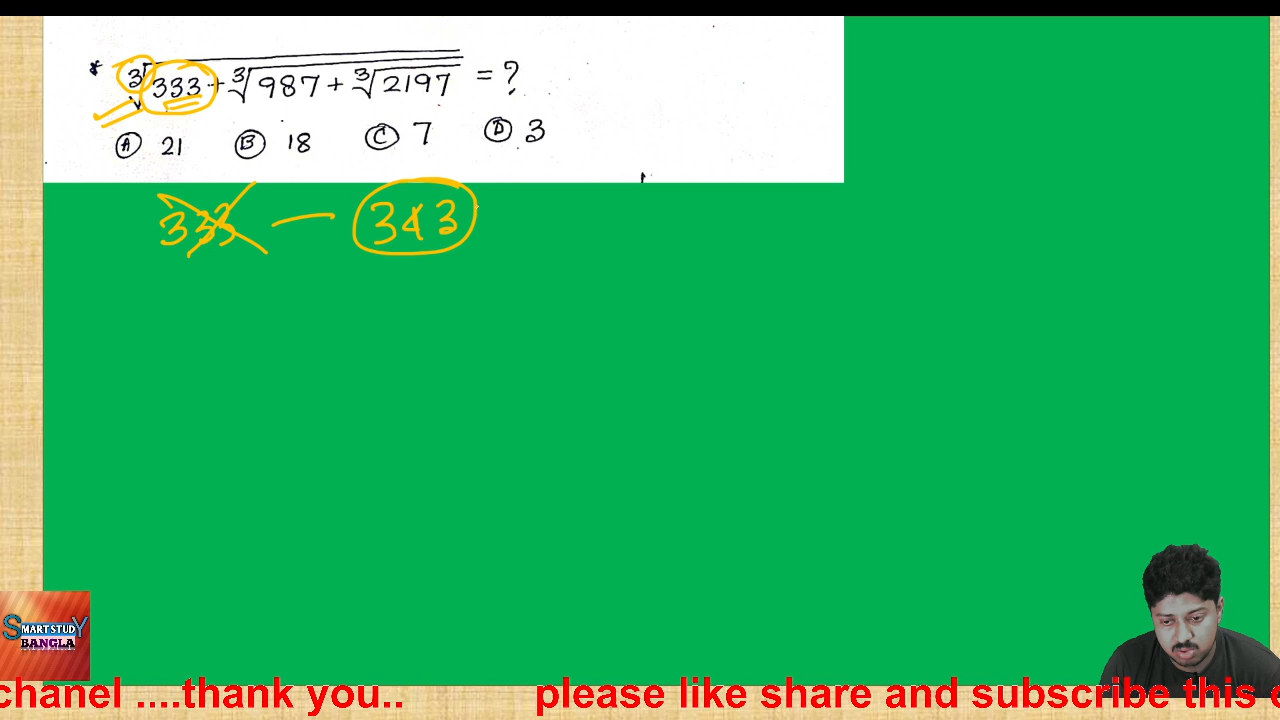 * ∛(333 + ∛(987 + ∛2197)) = ?
Ⓐ 21 Ⓑ 18 Ⓒ 7 Ⓓ 3
333 — 343
SMART STUDY
BANGLA
chanel ....thank you.. please like share and subscribe this